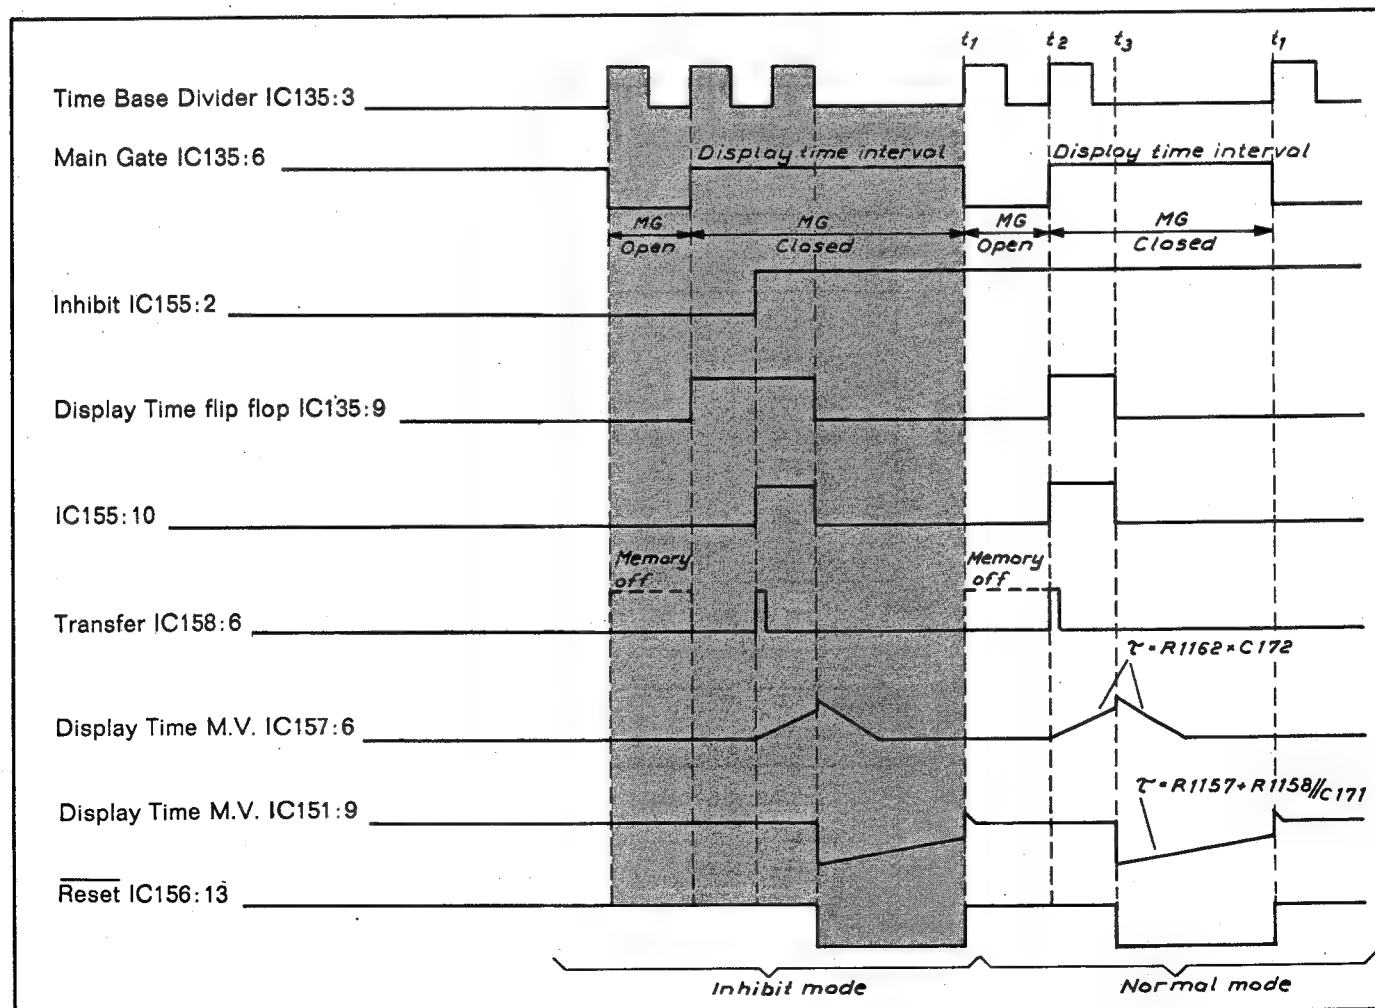 t1 t2 t3 t1
Time Base Divider IC135:3
Main Gate IC135:6
Display time interval
Display time interval
MG Open
MG Closed
MG Open
MG Closed
Inhibit IC155:2
Display Time flip flop IC135:9
IC155:10
Memory off
Memory off
Transfer IC158:6
τ=R1162×C172
Display Time M.V. IC157:6
τ=R1157+R1158//C171
Display Time M.V. IC151:9
Reset IC156:13
Inhibit mode
Normal mode